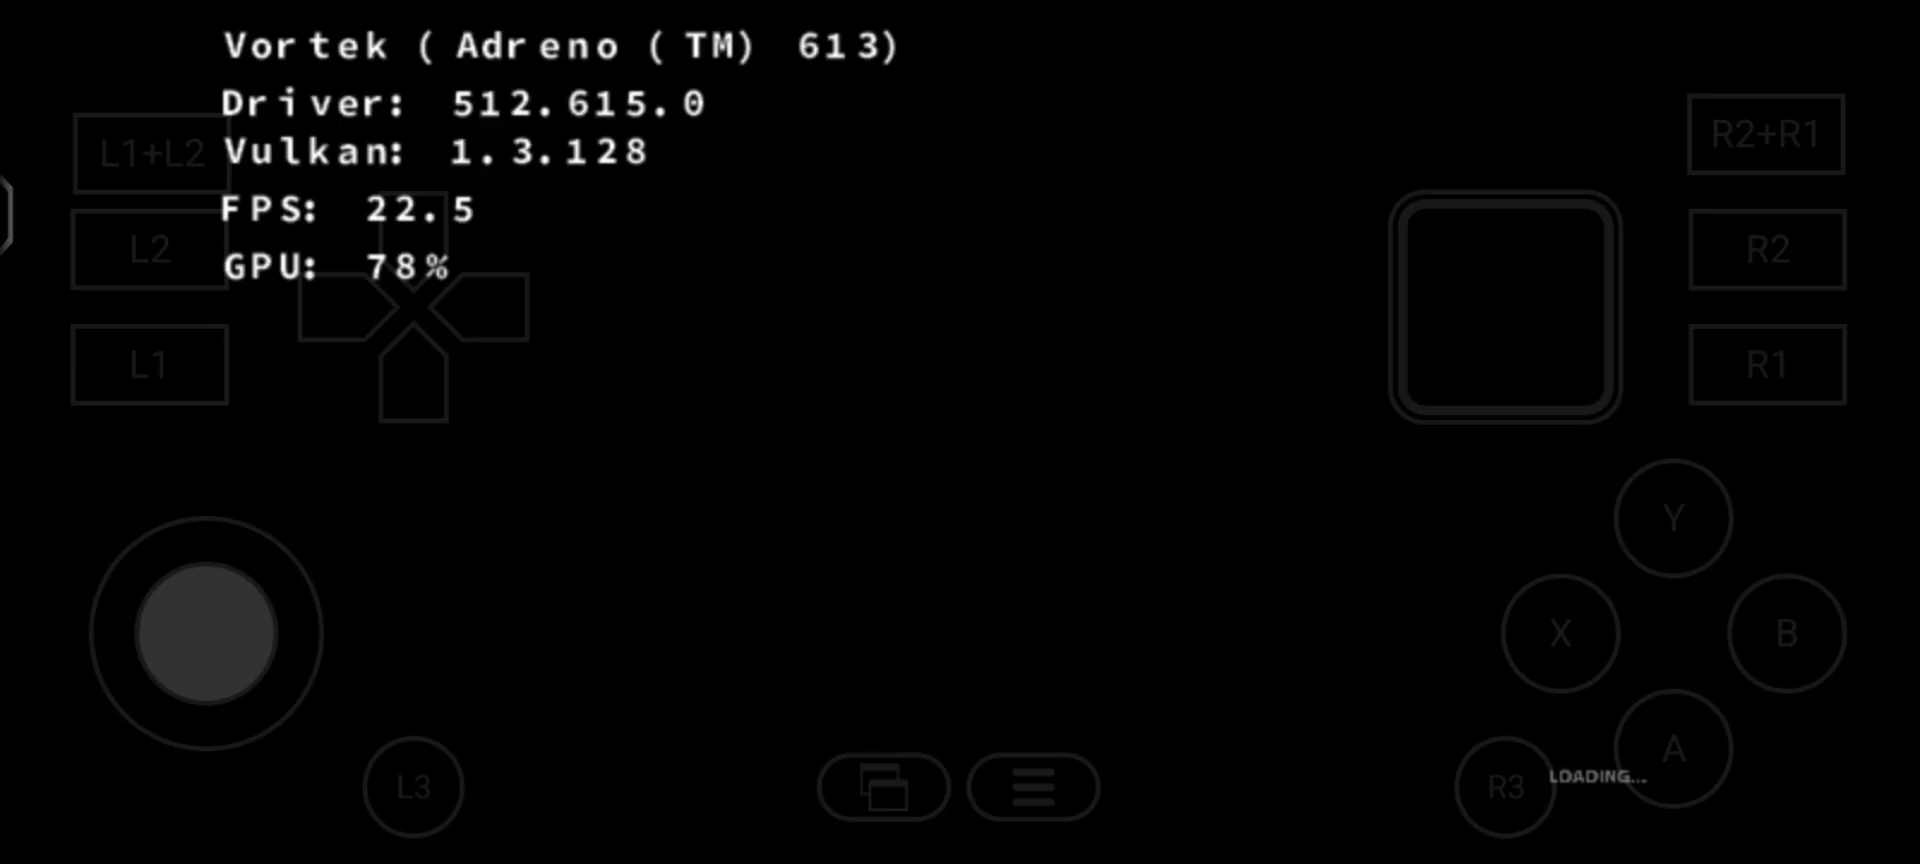 Vortek (Adreno (TM) 613)
Driver: 512.615.0
Vulkan: 1.3.128
FPS: 22.5
GPU: 78%
L1+L2
L2
L1
R2+R1
R2
R1
Y
X
B
A
L3
R3
LOADING...